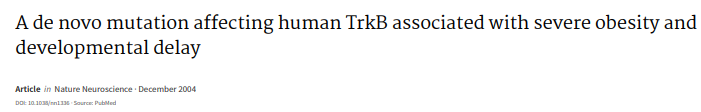 A de novo mutation affecting human TrkB associated with severe obesity and
developmental delay
Article in Nature Neuroscience · December 2004
DOI: 10.1038/nn1336 · Source: PubMed